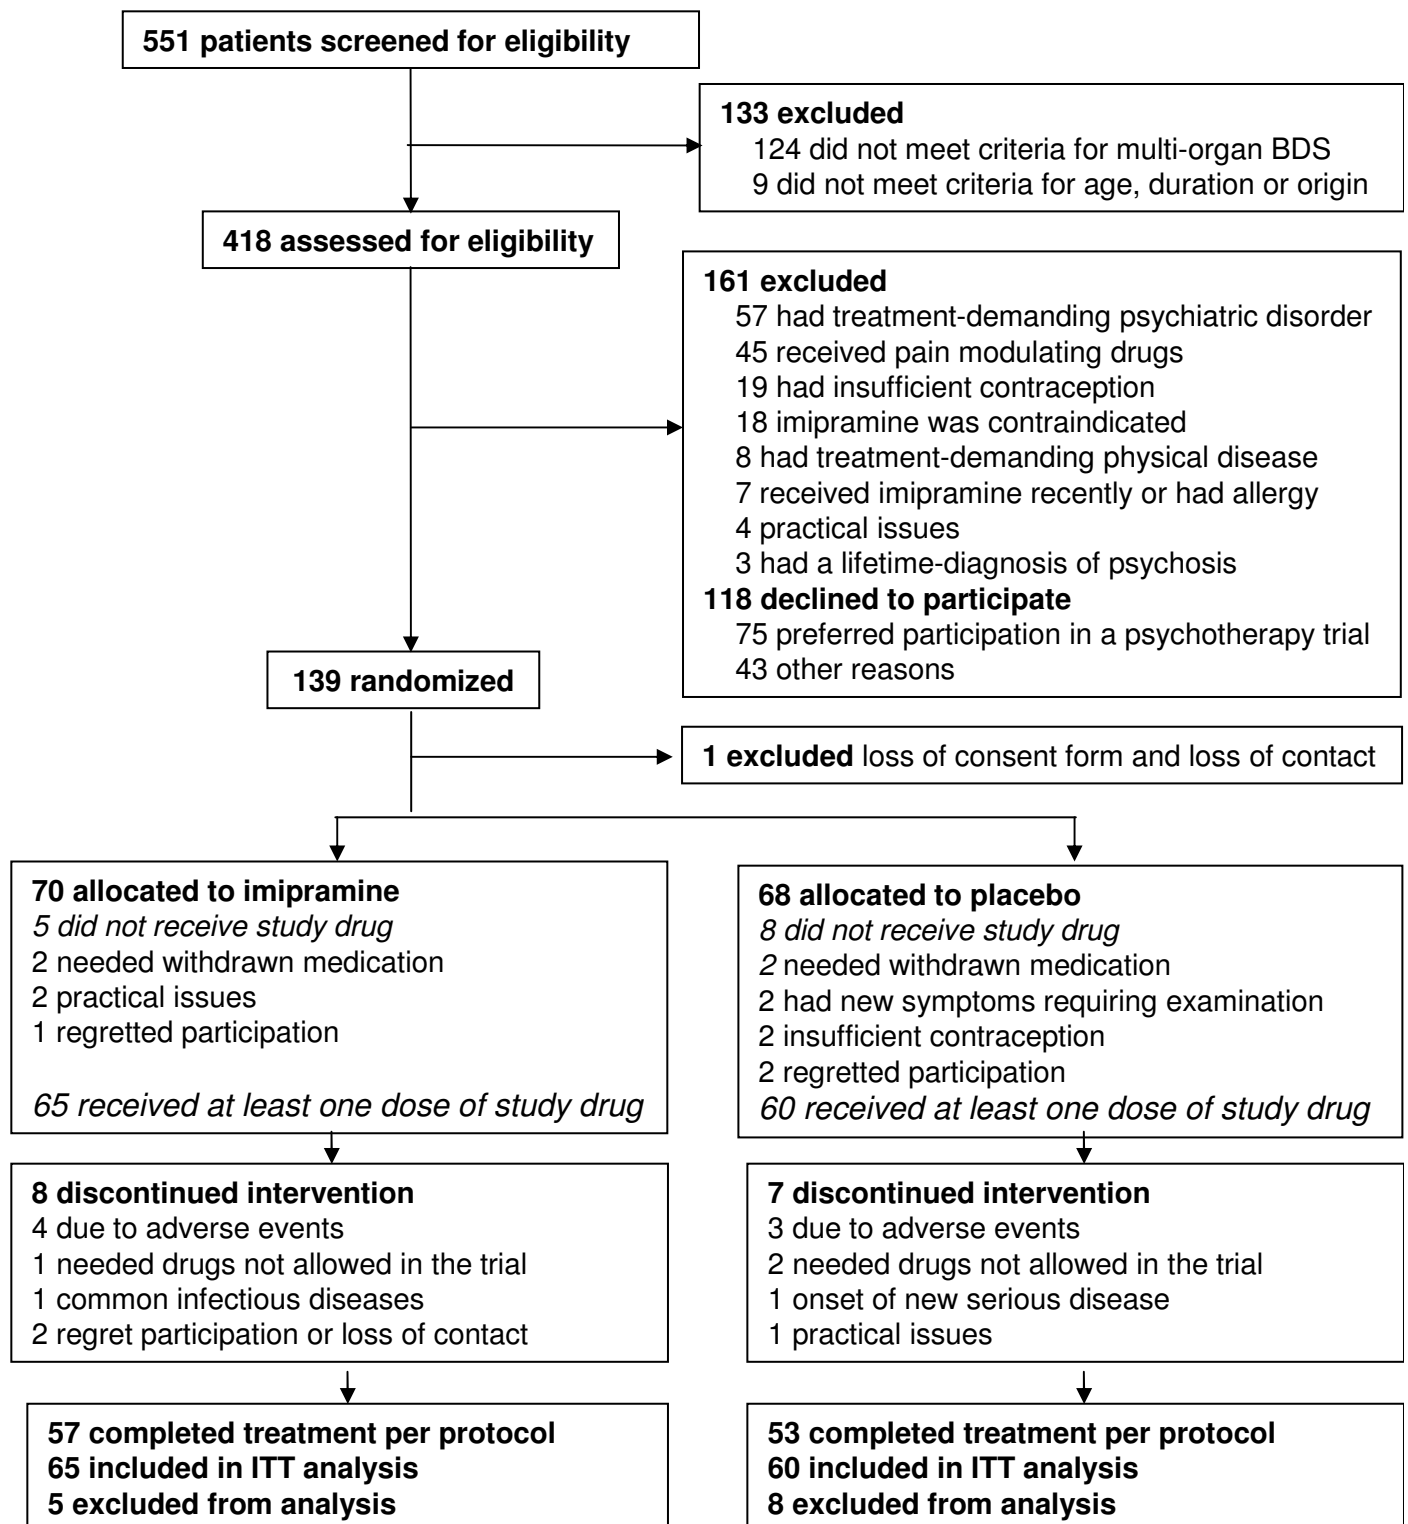 551 patients screened for eligibility
133 excluded
124 did not meet criteria for multi-organ BDS
9 did not meet criteria for age, duration or origin
418 assessed for eligibility
161 excluded
57 had treatment-demanding psychiatric disorder
45 received pain modulating drugs
19 had insufficient contraception
18 imipramine was contraindicated
8 had treatment-demanding physical disease
7 received imipramine recently or had allergy
4 practical issues
3 had a lifetime-diagnosis of psychosis
118 declined to participate
75 preferred participation in a psychotherapy trial
43 other reasons
139 randomized
1 excluded loss of consent form and loss of contact
70 allocated to imipramine
5 did not receive study drug
2 needed withdrawn medication
2 practical issues
1 regretted participation
65 received at least one dose of study drug
68 allocated to placebo
8 did not receive study drug
2 needed withdrawn medication
2 had new symptoms requiring examination
2 insufficient contraception
2 regretted participation
60 received at least one dose of study drug
8 discontinued intervention
4 due to adverse events
1 needed drugs not allowed in the trial
1 common infectious diseases
2 regret participation or loss of contact
7 discontinued intervention
3 due to adverse events
2 needed drugs not allowed in the trial
1 onset of new serious disease
1 practical issues
57 completed treatment per protocol
65 included in ITT analysis
5 excluded from analysis
53 completed treatment per protocol
60 included in ITT analysis
8 excluded from analysis